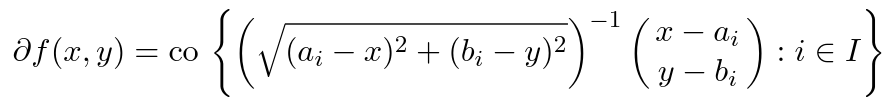 ∂f(x, y) = co { ( √((a_i − x)² + (b_i − y)²) )^{−1} ( x − a_i ; y − b_i ) : i ∈ I }